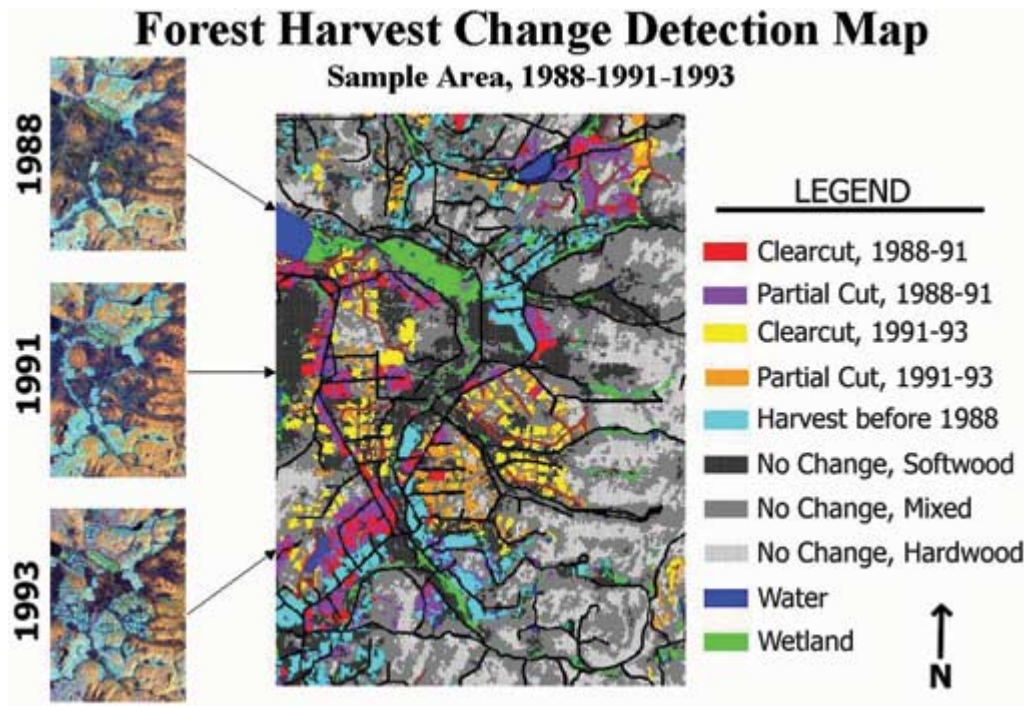 Forest Harvest Change Detection Map
Sample Area, 1988-1991-1993
1988
1991
1993
LEGEND
Clearcut, 1988-91
Partial Cut, 1988-91
Clearcut, 1991-93
Partial Cut, 1991-93
Harvest before 1988
No Change, Softwood
No Change, Mixed
No Change, Hardwood
Water
Wetland
N